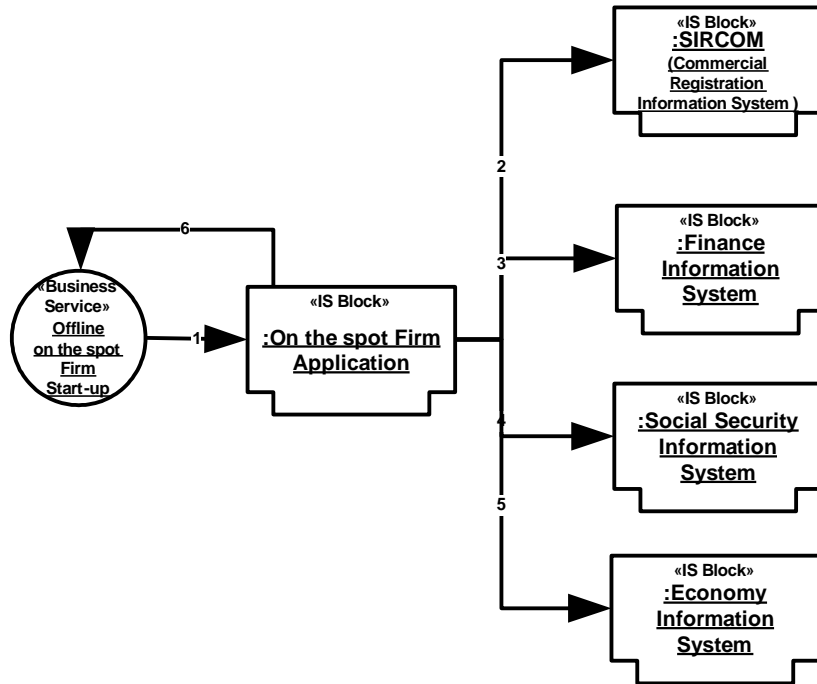 «IS Block»
:SIRCOM
(Commercial
Registration
Information System )
2
«IS Block»
:Finance
Information
System
3
6
«Business
Service»
Offline
on the spot
Firm
Start-up
1
«IS Block»
:On the spot Firm
Application
4
«IS Block»
:Social Security
Information
System
5
«IS Block»
:Economy
Information
System